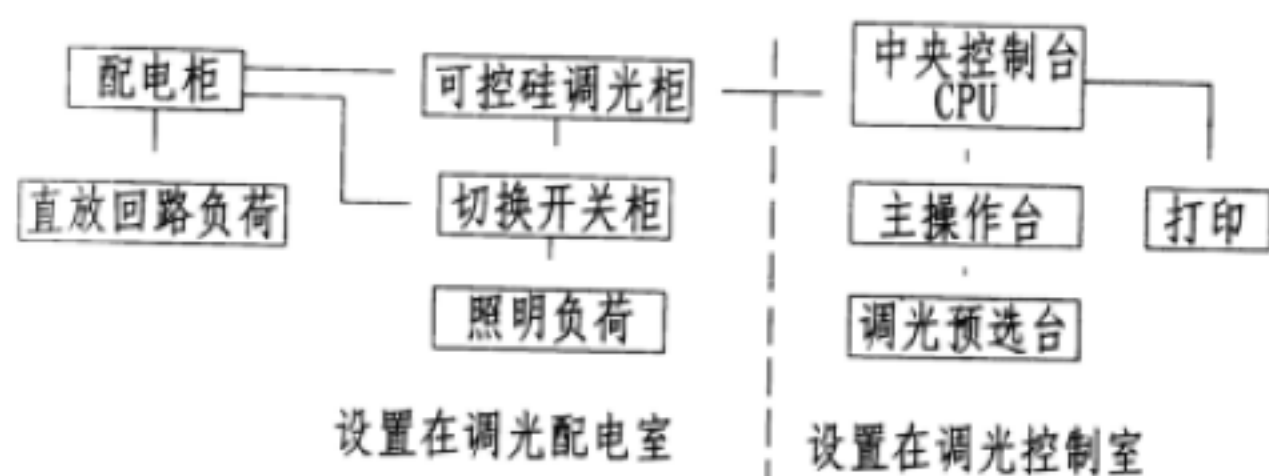 配电柜
可控硅调光柜
中央控制台
CPU
直放回路负荷
切换开关柜
主操作台
打印
照明负荷
调光预选台
设置在调光配电室
设置在调光控制室